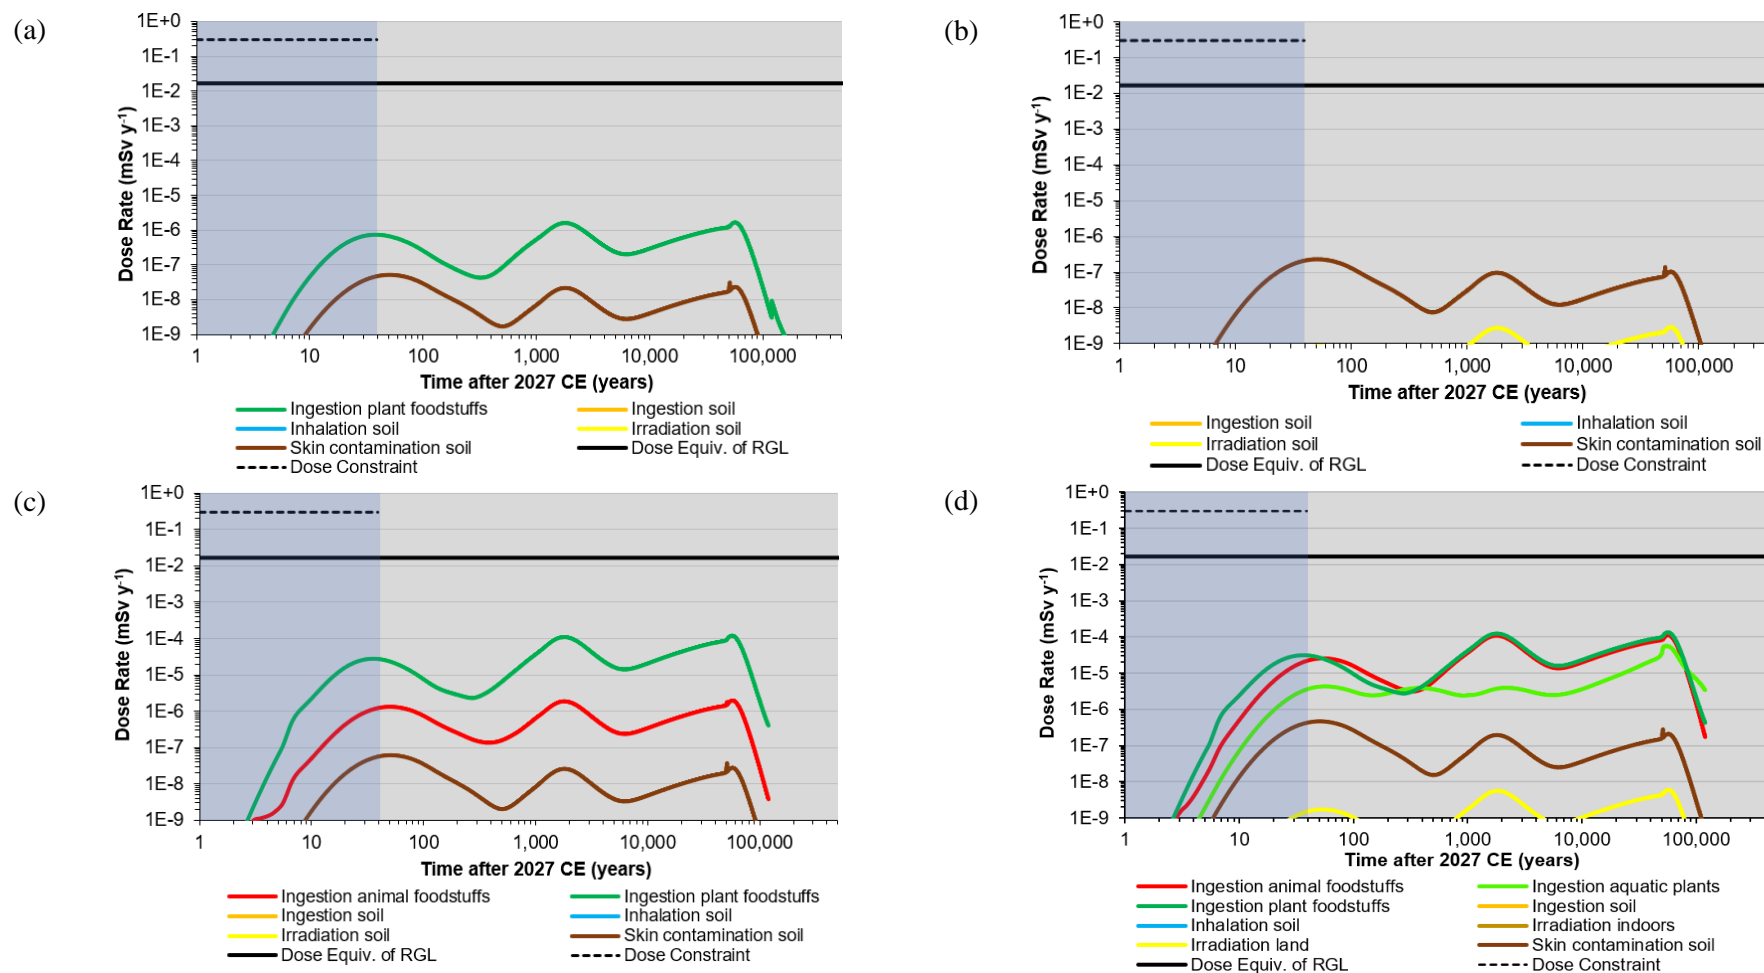 (a)
1E+0
1E-1
1E-2
1E-3
1E-4
1E-5
1E-6
1E-7
1E-8
1E-9
Dose Rate (mSv y-1)
1 10 100 1,000 10,000 100,000
Time after 2027 CE (years)
Ingestion plant foodstuffs Ingestion soil
Inhalation soil Irradiation soil
Skin contamination soil Dose Equiv. of RGL
Dose Constraint
(b)
1E+0
1E-1
1E-2
1E-3
1E-4
1E-5
1E-6
1E-7
1E-8
1E-9
Dose Rate (mSv y-1)
1 10 100 1,000 10,000 100,000
Time after 2027 CE (years)
Ingestion soil Inhalation soil
Irradiation soil Skin contamination soil
Dose Equiv. of RGL Dose Constraint
(c)
1E+0
1E-1
1E-2
1E-3
1E-4
1E-5
1E-6
1E-7
1E-8
1E-9
Dose Rate (mSv y-1)
1 10 100 1,000 10,000 100,000
Time after 2027 CE (years)
Ingestion animal foodstuffs Ingestion plant foodstuffs
Ingestion soil Inhalation soil
Irradiation soil Skin contamination soil
Dose Equiv. of RGL Dose Constraint
(d)
1E+0
1E-1
1E-2
1E-3
1E-4
1E-5
1E-6
1E-7
1E-8
1E-9
Dose Rate (mSv y-1)
1 10 100 1,000 10,000 100,000
Time after 2027 CE (years)
Ingestion animal foodstuffs Ingestion aquatic plants
Ingestion plant foodstuffs Ingestion soil
Inhalation soil Irradiation indoors
Irradiation land Skin contamination soil
Dose Equiv. of RGL Dose Constraint